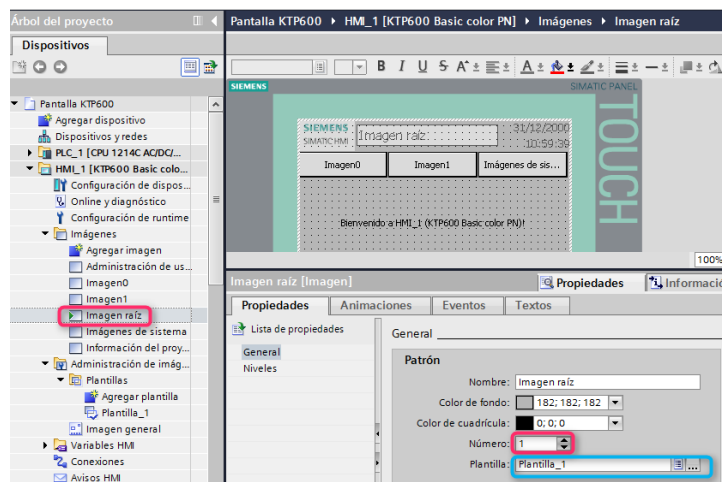 Árbol del proyecto
Pantalla KTP600 ▸ HMI_1 [KTP600 Basic color PN] ▸ Imágenes ▸ Imagen raíz
Dispositivos
B I U S A
SIEMENS
SIMATIC PANEL
TOUCH
Pantalla KTP600
Agregar dispositivo
Dispositivos y redes
PLC_1 [CPU 1214C AC/DC/...
HMI_1 [KTP600 Basic colo...
Configuración de dispos...
Online y diagnóstico
Configuración de runtime
Imágenes
Agregar imagen
Administración de us...
Imagen0
Imagen1
Imagen raíz
Imágenes de sistema
Información del proy...
Administración de imág...
Plantillas
Agregar plantilla
Plantilla_1
Imagen general
Variables HMI
Conexiones
Avisos HMI
SIEMENS
SIMATIC HMI
Imagen raíz
31/12/2000
10:59:39
Imagen0 Imagen1 Imágenes de sis...
Bienvenido a HMI_1 (KTP600 Basic color PN)!
100%
Imagen raíz [Imagen]
Propiedades Informació
Propiedades Animaciones Eventos Textos
Lista de propiedades
General
Niveles
General
Patrón
Nombre: Imagen raíz
Color de fondo: 182; 182; 182
Color de cuadrícula: 0; 0; 0
Número: 1
Plantilla: Plantilla_1